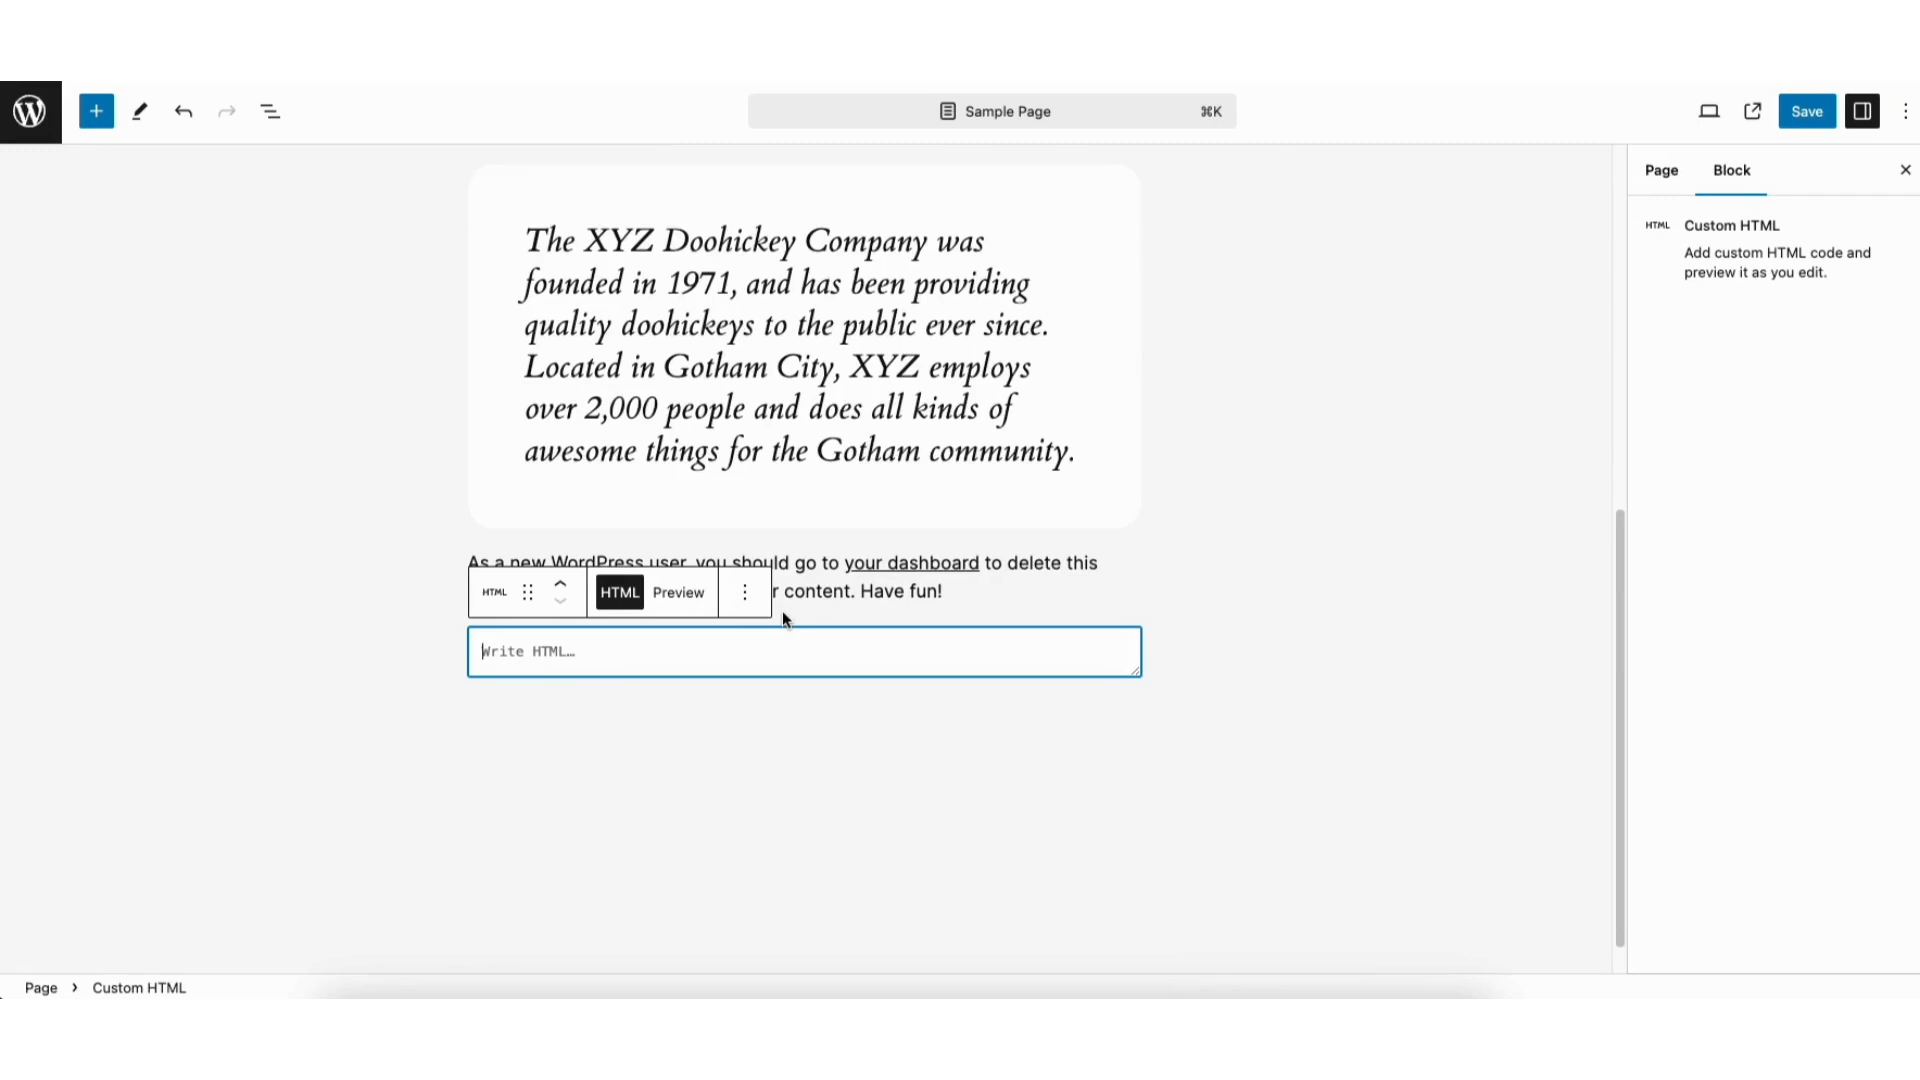 Sample Page
⌘K
Save
Page
Block
HTML
Custom HTML
Add custom HTML code and
preview it as you edit.
The XYZ Doohickey Company was
founded in 1971, and has been providing
quality doohickeys to the public ever since.
Located in Gotham City, XYZ employs
over 2,000 people and does all kinds of
awesome things for the Gotham community.
As a new WordPress user, you should go to your dashboard to delete this
r content. Have fun!
HTML
HTML
Preview
Write HTML…
Page › Custom HTML